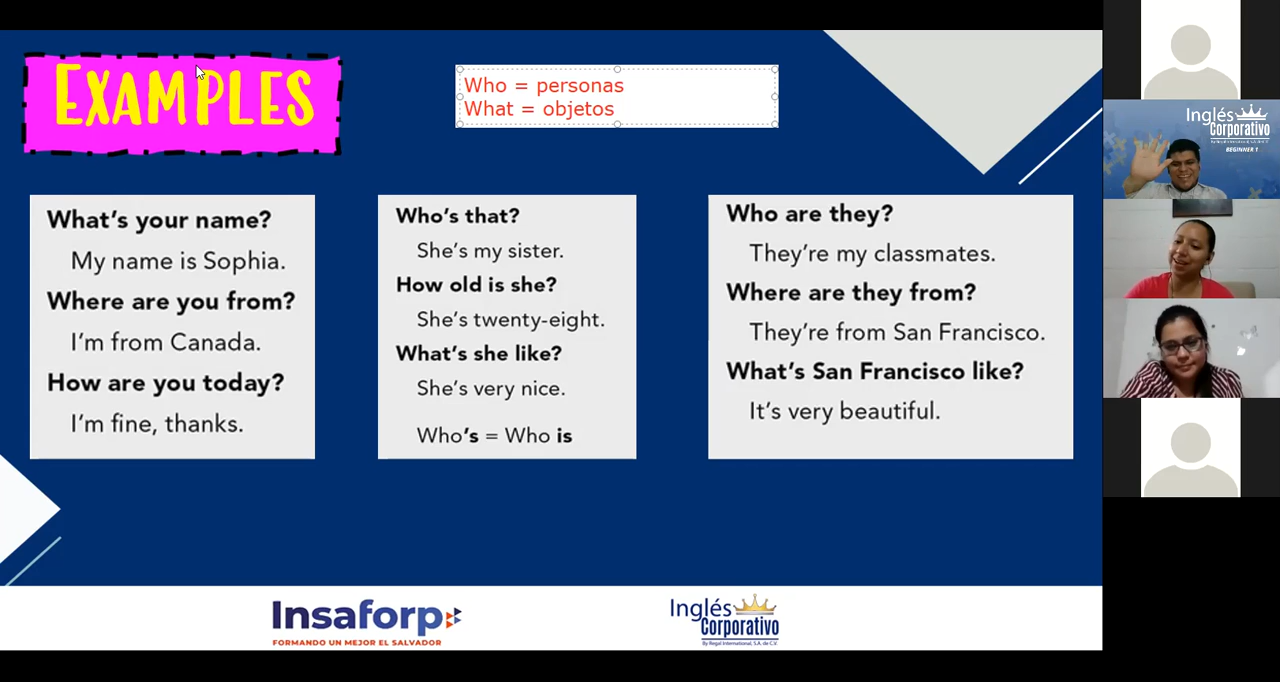 EXAMPLES
Who = personas
What = objetos
What's your name?
My name is Sophia.
Where are you from?
I'm from Canada.
How are you today?
I'm fine, thanks.
Who's that?
She's my sister.
How old is she?
She's twenty-eight.
What's she like?
She's very nice.
Who's = Who is
Who are they?
They're my classmates.
Where are they from?
They're from San Francisco.
What's San Francisco like?
It's very beautiful.
Insaforp
FORMANDO UN MEJOR EL SALVADOR
Inglés
Corporativo
By Regal International, S.A. de C.V.
Inglés
Corporativo
By Regal International, S.A. de C.V.
BEGINNER 1